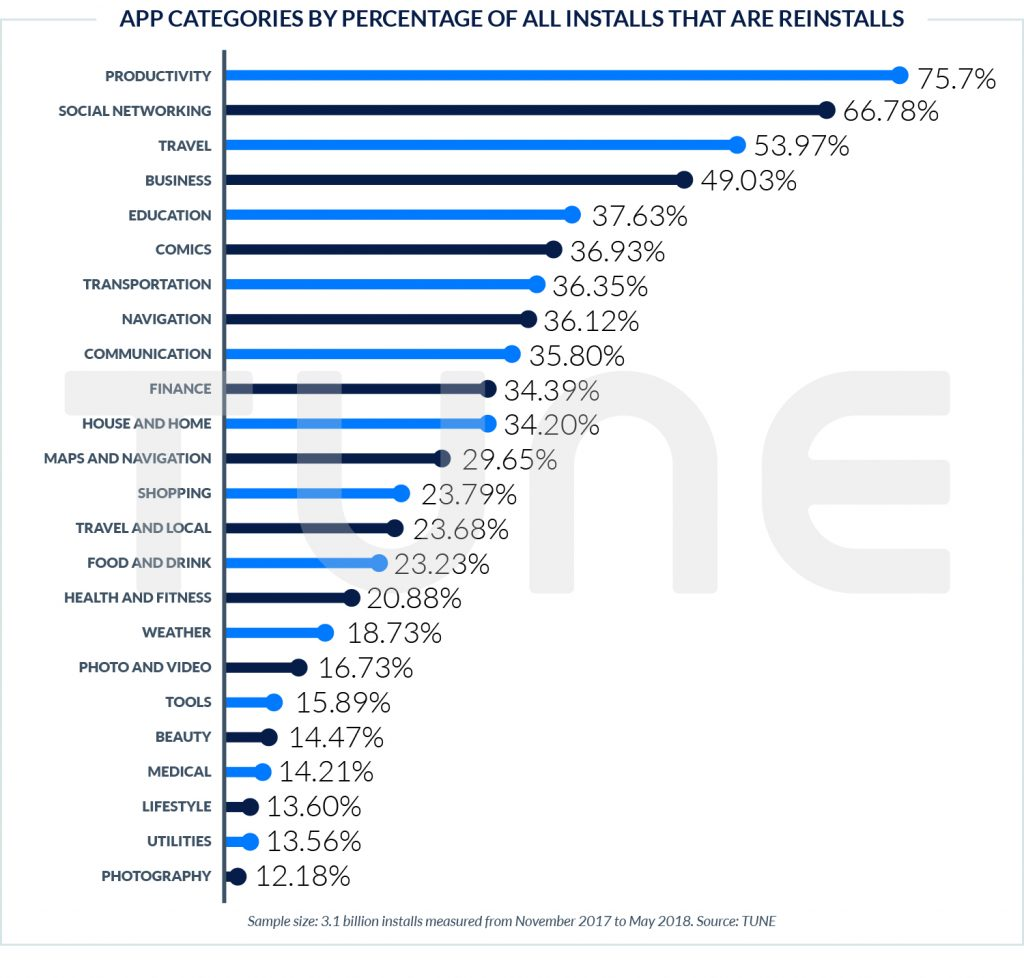 APP CATEGORIES BY PERCENTAGE OF ALL INSTALLS THAT ARE REINSTALLS
PRODUCTIVITY 75.7%
SOCIAL NETWORKING 66.78%
TRAVEL 53.97%
BUSINESS 49.03%
EDUCATION 37.63%
COMICS 36.93%
TRANSPORTATION 36.35%
NAVIGATION 36.12%
COMMUNICATION 35.80%
FINANCE 34.39%
HOUSE AND HOME 34.20%
MAPS AND NAVIGATION 29.65%
SHOPPING 23.79%
TRAVEL AND LOCAL 23.68%
FOOD AND DRINK 23.23%
HEALTH AND FITNESS 20.88%
WEATHER 18.73%
PHOTO AND VIDEO 16.73%
TOOLS 15.89%
BEAUTY 14.47%
MEDICAL 14.21%
LIFESTYLE 13.60%
UTILITIES 13.56%
PHOTOGRAPHY 12.18%
TUNE
Sample size: 3.1 billion installs measured from November 2017 to May 2018. Source: TUNE